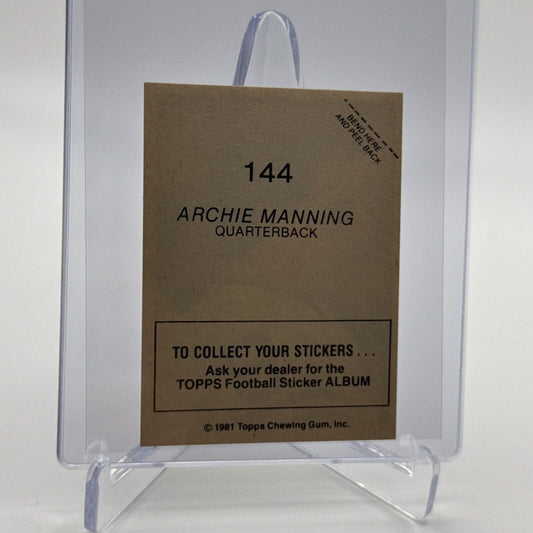 BEND HERE
AND PEEL BACK
144
ARCHIE MANNING
QUARTERBACK
TO COLLECT YOUR STICKERS...
Ask your dealer for the
TOPPS Football Sticker ALBUM
© 1981 Topps Chewing Gum, Inc.